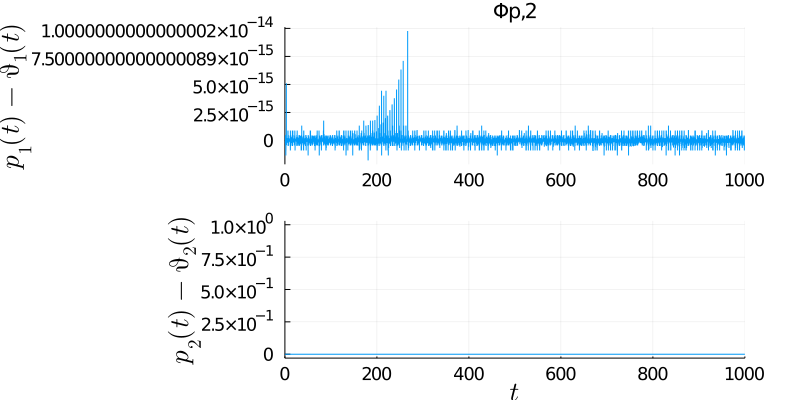 Φp,2
p₁(t) − ϑ₁(t)
1.0000000000000002×10⁻¹⁴
7.500000000000089×10⁻¹⁵
5.0×10⁻¹⁵
2.5×10⁻¹⁵
0
0 200 400 600 800 1000
p₂(t) − ϑ₂(t)
1.0×10⁰
7.5×10⁻¹
5.0×10⁻¹
2.5×10⁻¹
0
0 200 400 600 800 1000
t